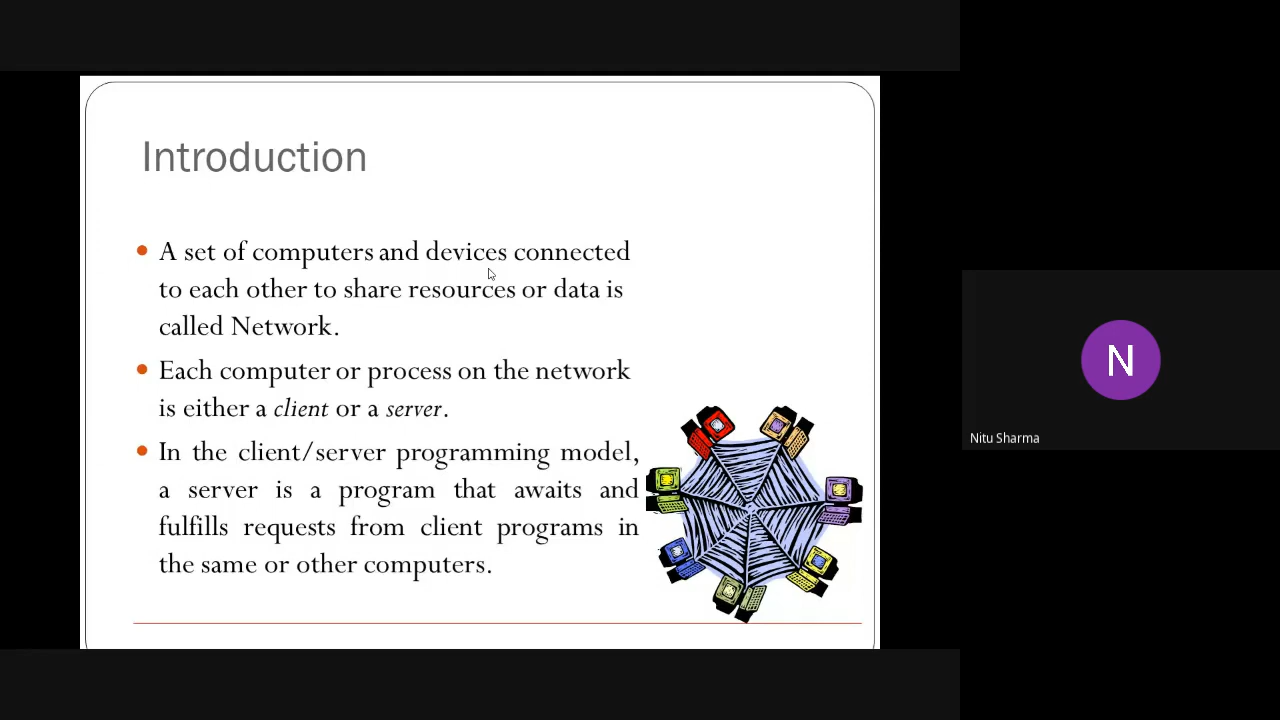 Introduction
• A set of computers and devices connected
to each other to share resources or data is
called Network.
• Each computer or process on the network
is either a client or a server.
• In the client/server programming model,
a server is a program that awaits and
fulfills requests from client programs in
the same or other computers.
N
Nitu Sharma